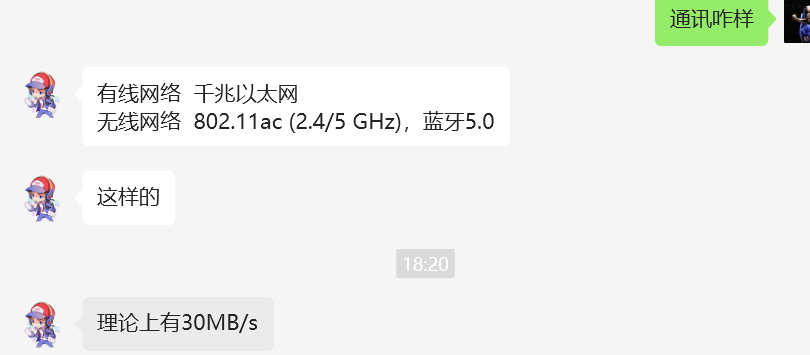 通讯咋样
有线网络 千兆以太网
无线网络 802.11ac (2.4/5 GHz)，蓝牙5.0
这样的
18:20
理论上有30MB/s